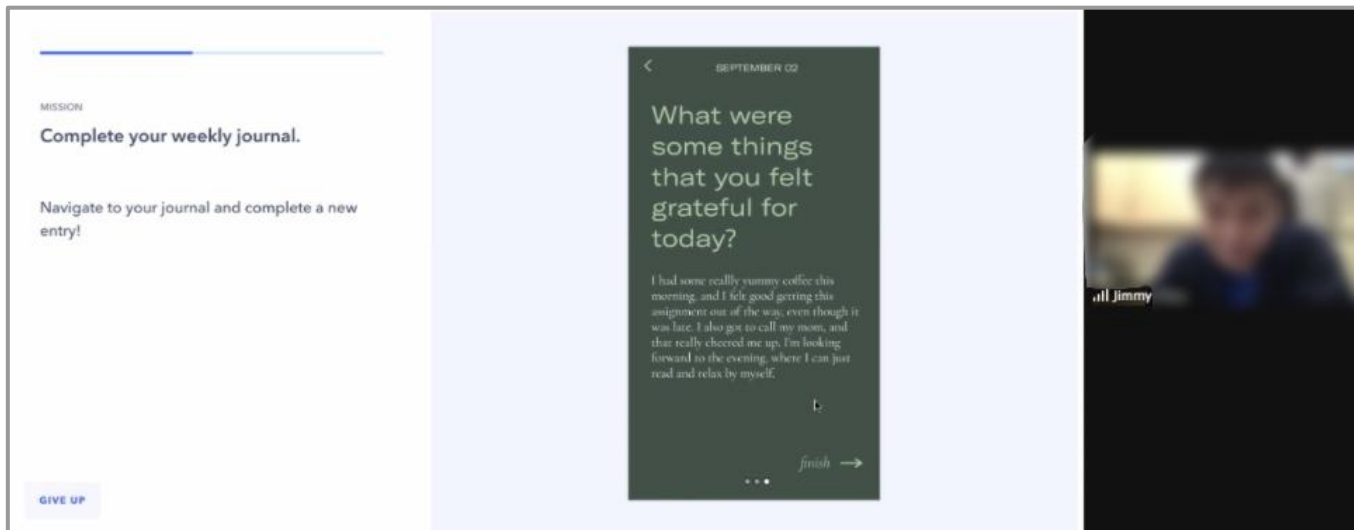 MISSION
Complete your weekly journal.
Navigate to your journal and complete a new
entry!
GIVE UP
SEPTEMBER 02
What were
some things
that you felt
grateful for
today?
I had some reallly yummy coffee this
morning, and I felt good getting this
assignment out of the way, even though it
was late. I also got to call my mom, and
that really cheered me up. I'm looking
forward to the evening, where I can just
read and relax by myself.
finish
Jimmy